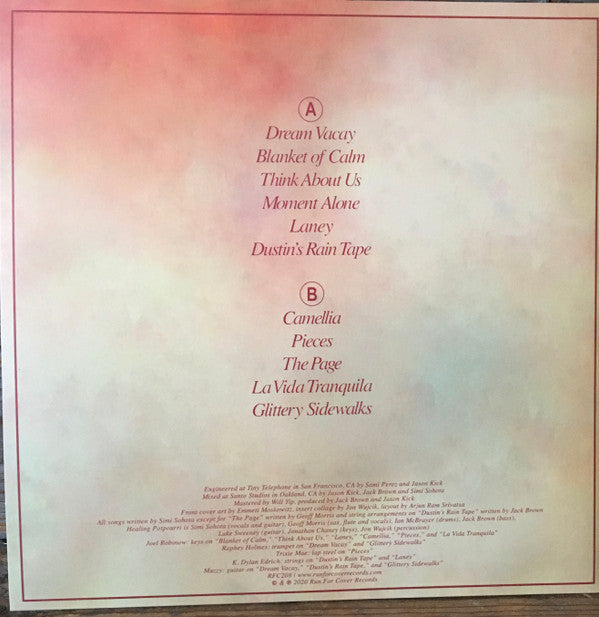 A
Dream Vacay
Blanket of Calm
Think About Us
Moment Alone
Laney
Dustin's Rain Tape
B
Camellia
Pieces
The Page
La Vida Tranquila
Glittery Sidewalks
Engineered at Tiny Telephone in San Francisco, CA by Sami Perez and Jason Kick
Mixed at Santo Studios in Oakland, CA by Jason Kick, Jack Brown and Simi Sohota
Mastered by Will Yip, produced by Jack Brown and Jason Kick
Front cover art by Emmett Moskowitz, insert collage by Jon Wujcik, layout by Arjun Ram Srivatsa
All songs written by Simi Sohota except for "The Page" written by Geoff Morris and string arrangements on "Dustin's Rain Tape" written by Jack Brown
Healing Potpourri is Simi Sohota (vocals and guitar), Geoff Morris (sax, flute and vocals), Ian McBrayer (drums), Jack Brown (bass),
Luke Sweeney (guitar), Jonathan Chaney (keys), Jon Wujcik (percussion)
Joel Robinow: keys on "Blanket of Calm," "Think About Us," "Laney," "Camellia," "Pieces," and "La Vida Tranquila"
Raphey Holmes: trumpet on "Dream Vacay" and "Glittery Sidewalks"
Trixie Mae: lap steel on "Pieces"
K. Dylan Edrich: strings on "Dustin's Rain Tape" and "Laney"
Muzzy: guitar on "Dream Vacay," "Dustin's Rain Tape," and "Glittery Sidewalks"
RFC208 | www.runforcoverrecords.com
© & ℗ 2020 Run For Cover Records